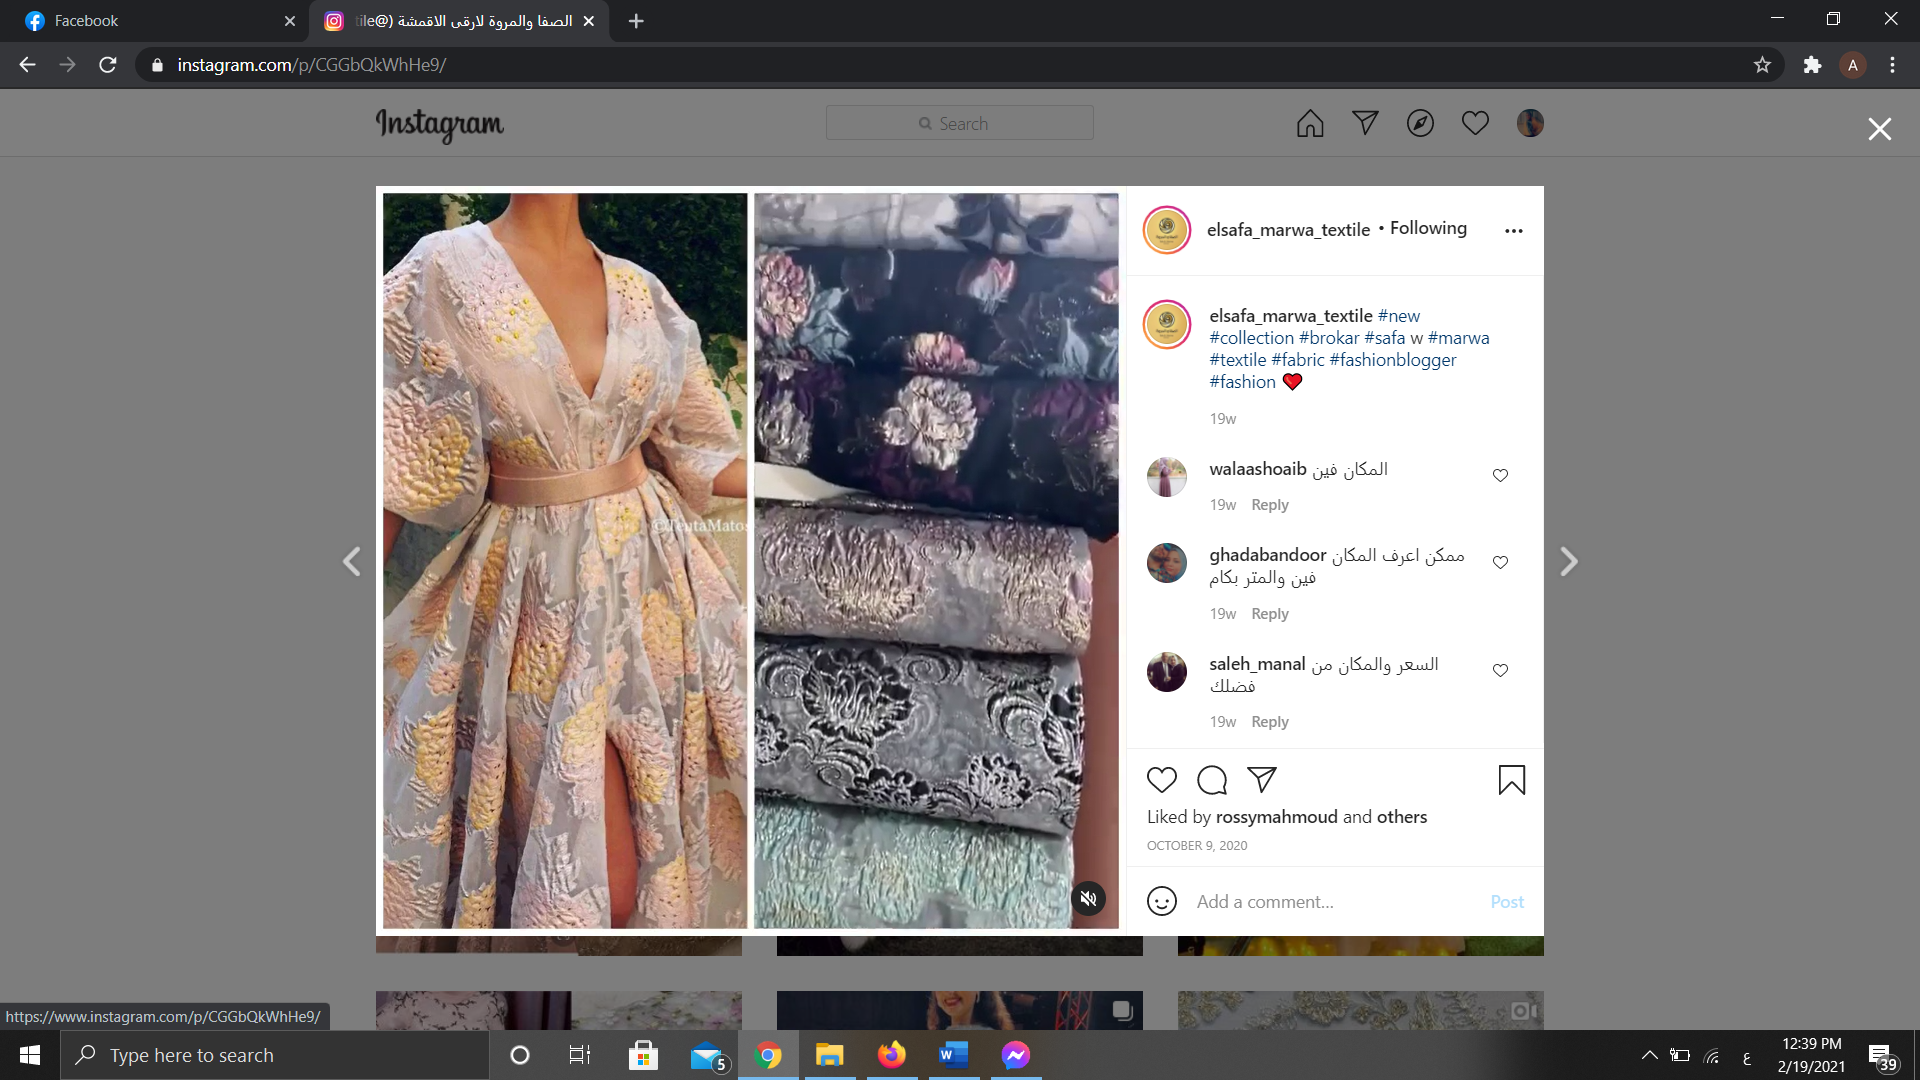 Facebook
الصفا والمروة لارقى الاقمشة (@tile
instagram.com/p/CGGbQkWhHe9/
A
Instagram
Search
elsafa_marwa_textile • Following
elsafa_marwa_textile #new
#collection #brokar #safa w #marwa
#textile #fabric #fashionblogger
#fashion ❤
19w
walaashoaib المكان فين
19w Reply
ghadabandoor ممكن اعرف المكان
فين والمتر بكام
19w Reply
saleh_manal السعر والمكان من
فضلك
19w Reply
Liked by rossymahmoud and others
OCTOBER 9, 2020
Add a comment...
Post
©TeutaMatos
https://www.instagram.com/p/CGGbQkWhHe9/
Type here to search
5
ع
12:39 PM
2/19/2021
39